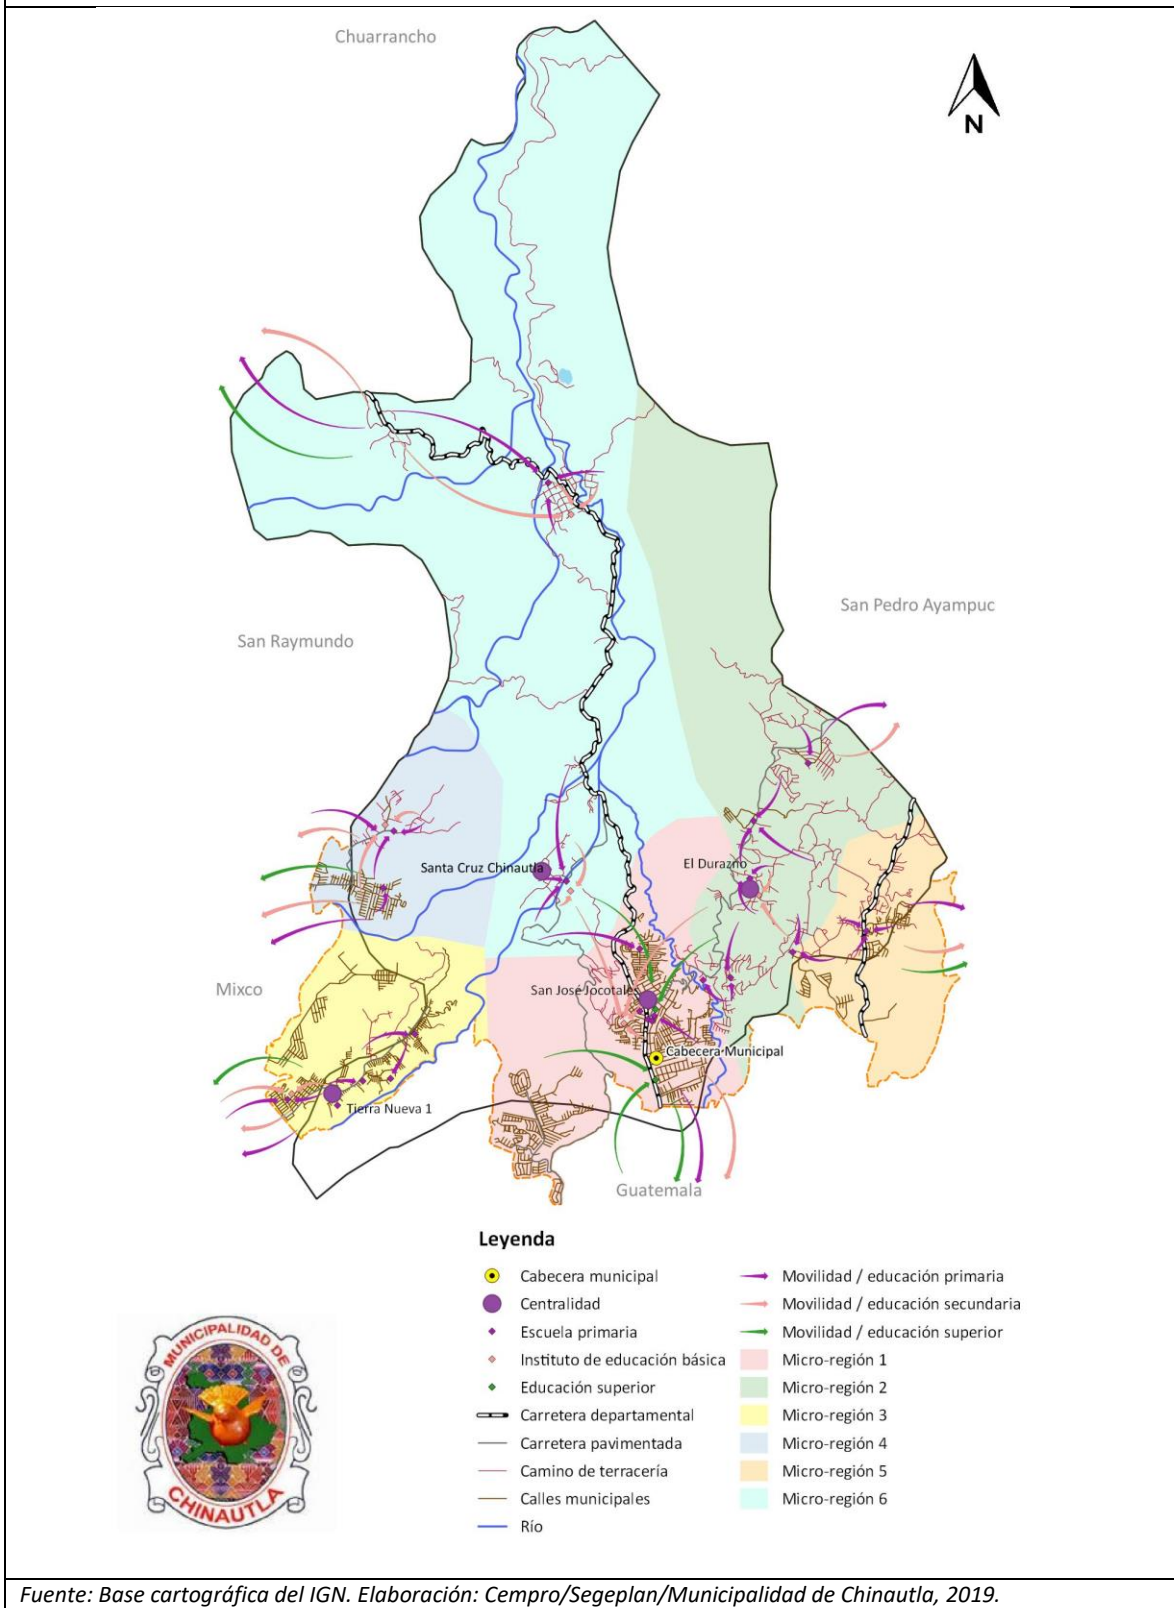 Chuarrancho
N
San Pedro Ayampuc
San Raymundo
El Durazno
Santa Cruz Chinautla
Mixco
San José Jocotales
Cabecera Municipal
Tierra Nueva 1
Guatemala
Leyenda
Cabecera municipal
Centralidad
Escuela primaria
Instituto de educación básica
Educación superior
Carretera departamental
Carretera pavimentada
Camino de terracería
Calles municipales
Río
Movilidad / educación primaria
Movilidad / educación secundaria
Movilidad / educación superior
Micro-región 1
Micro-región 2
Micro-región 3
Micro-región 4
Micro-región 5
Micro-región 6
MUNICIPALIDAD DE
CHINAUTLA
Fuente: Base cartográfica del IGN. Elaboración: Cempro/Segeplan/Municipalidad de Chinautla, 2019.